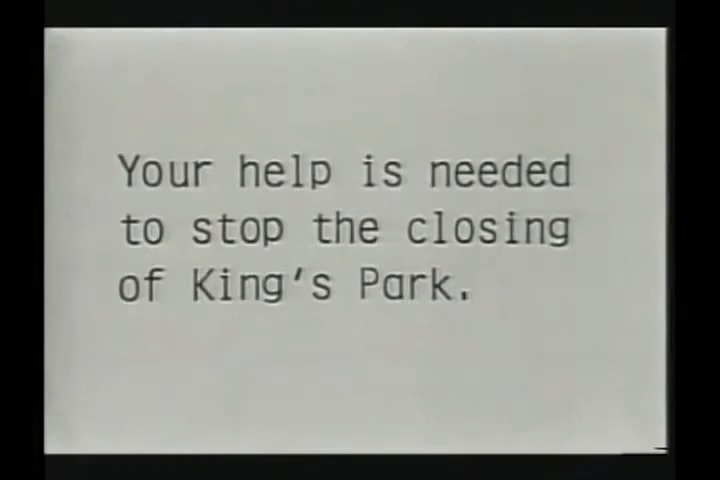 Your help is needed
to stop the closing
of King's Park.